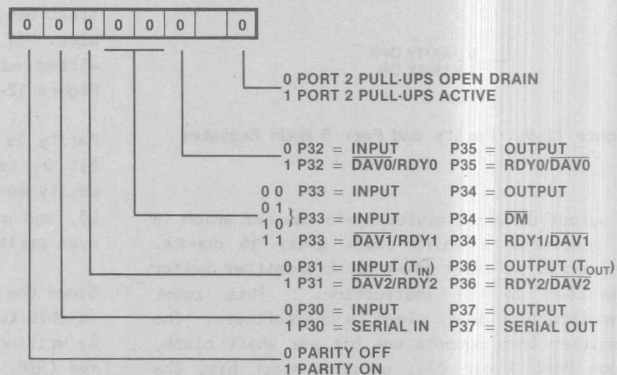 0 0 0 0 0 0 0 0
0 PORT 2 PULL-UPS OPEN DRAIN
1 PORT 2 PULL-UPS ACTIVE
0 P32 = INPUT P35 = OUTPUT
1 P32 = DAV0/RDY0 P35 = RDY0/DAV0
0 0 P33 = INPUT P34 = OUTPUT
0 1
1 0 } P33 = INPUT P34 = DM
1 1 P33 = DAV1/RDY1 P34 = RDY1/DAV1
0 P31 = INPUT (TIN) P36 = OUTPUT (TOUT)
1 P31 = DAV2/RDY2 P36 = RDY2/DAV2
0 P30 = INPUT P37 = OUTPUT
1 P30 = SERIAL IN P37 = SERIAL OUT
0 PARITY OFF
1 PARITY ON